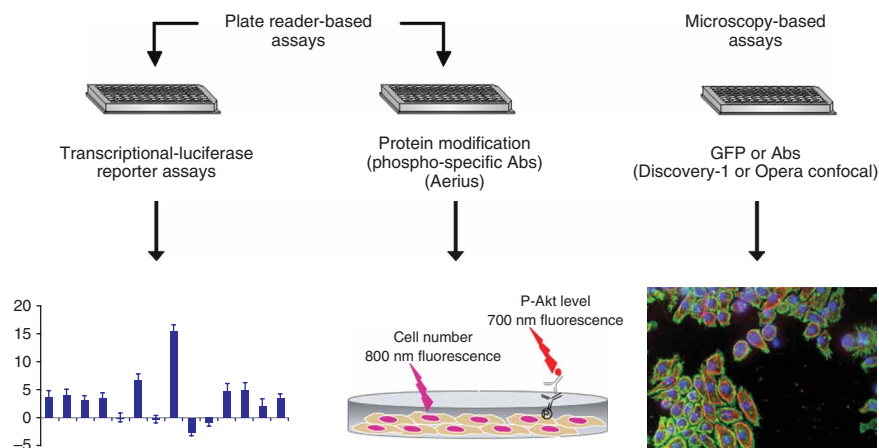 Plate reader-based
assays
Microscopy-based
assays
Transcriptional-luciferase
reporter assays
Protein modification
(phospho-specific Abs)
(Aerius)
GFP or Abs
(Discovery-1 or Opera confocal)
20
15
10
5
0
–5
Cell number
800 nm fluorescence
P-Akt level
700 nm fluorescence
P